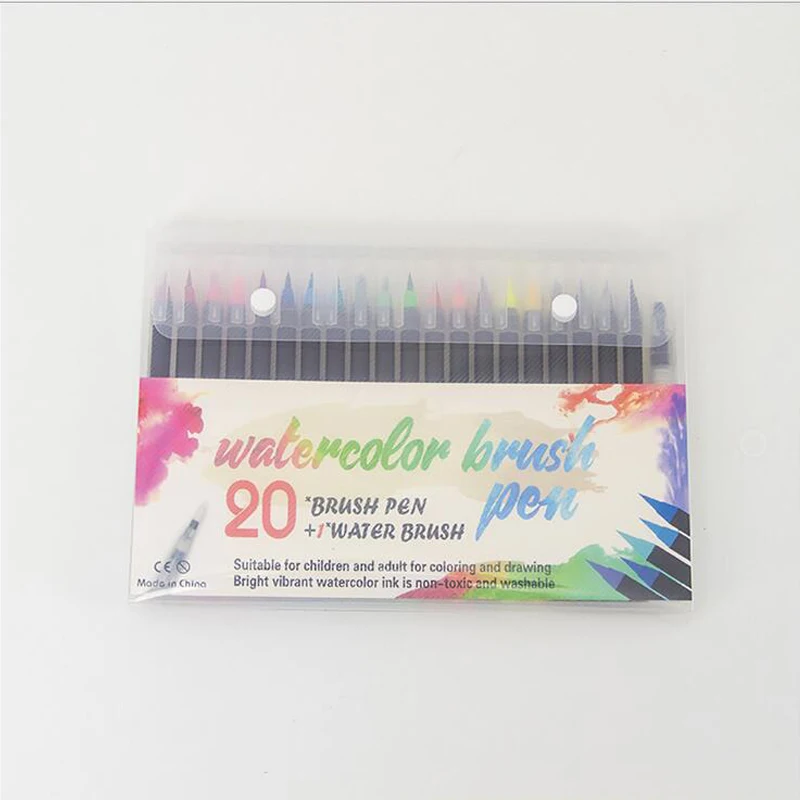 watercolor brush
pen
20 *BRUSH PEN
+1*WATER BRUSH
Suitable for children and adult for coloring and drawing
Bright vibrant watercolor ink is non-toxic and washable
CE
Made in China